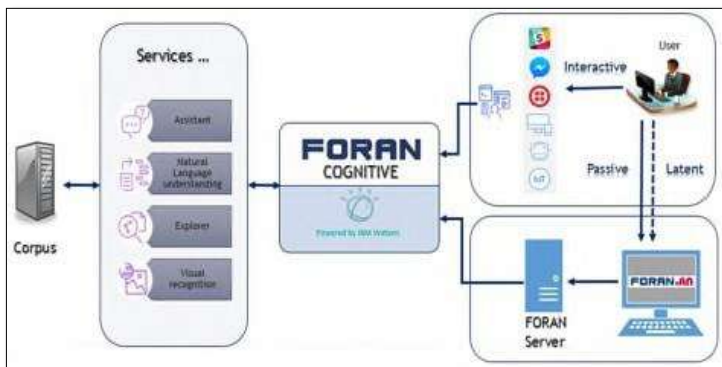 Services ...
Assistant
Natural
Language
understanding
Explorer
Visual
recognition
Corpus
FORAN
COGNITIVE
Powered by IBM Watson
S
User
Interactive
IoT
Passive
Latent
FORAN
Server
FORAN